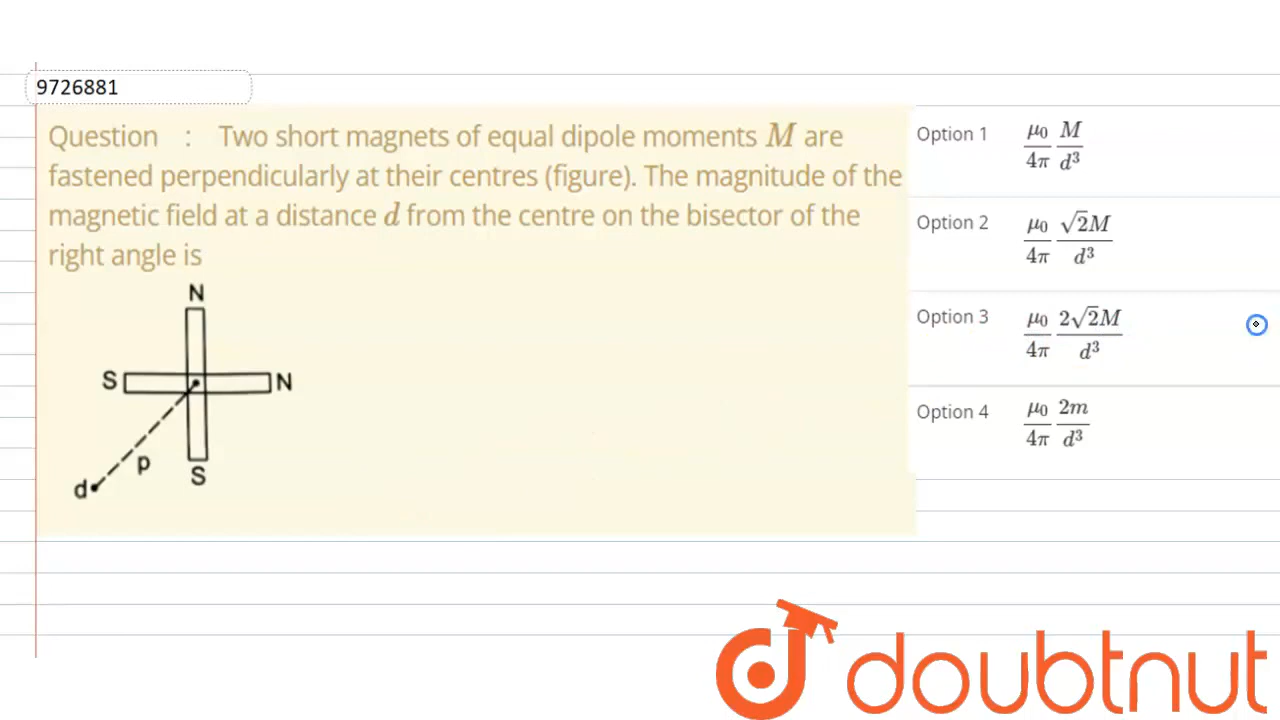 9726881
Question : Two short magnets of equal dipole moments M are
fastened perpendicularly at their centres (figure). The magnitude of the
magnetic field at a distance d from the centre on the bisector of the
right angle is
N
S N
p
S
d
Option 1 μ0/4π M/d³
Option 2 μ0/4π √2M/d³
Option 3 μ0/4π 2√2M/d³
Option 4 μ0/4π 2m/d³
doubtnut